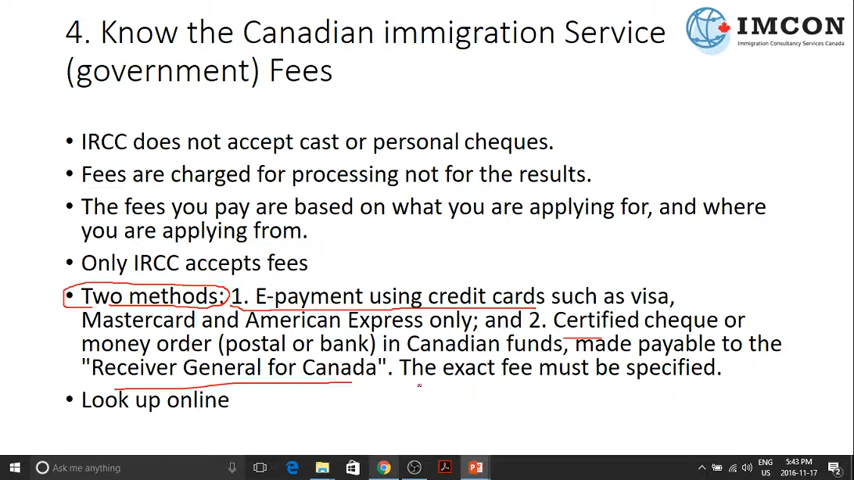 4. Know the Canadian immigration Service
(government) Fees
IMCON
Immigration Consultancy Services Canada
• IRCC does not accept cast or personal cheques.
• Fees are charged for processing not for the results.
• The fees you pay are based on what you are applying for, and where
you are applying from.
• Only IRCC accepts fees
• Two methods: 1. E-payment using credit cards such as visa,
Mastercard and American Express only; and 2. Certified cheque or
money order (postal or bank) in Canadian funds, made payable to the
"Receiver General for Canada". The exact fee must be specified.
• Look up online
Ask me anything
ENG
US
5:43 PM
2016-11-17
2